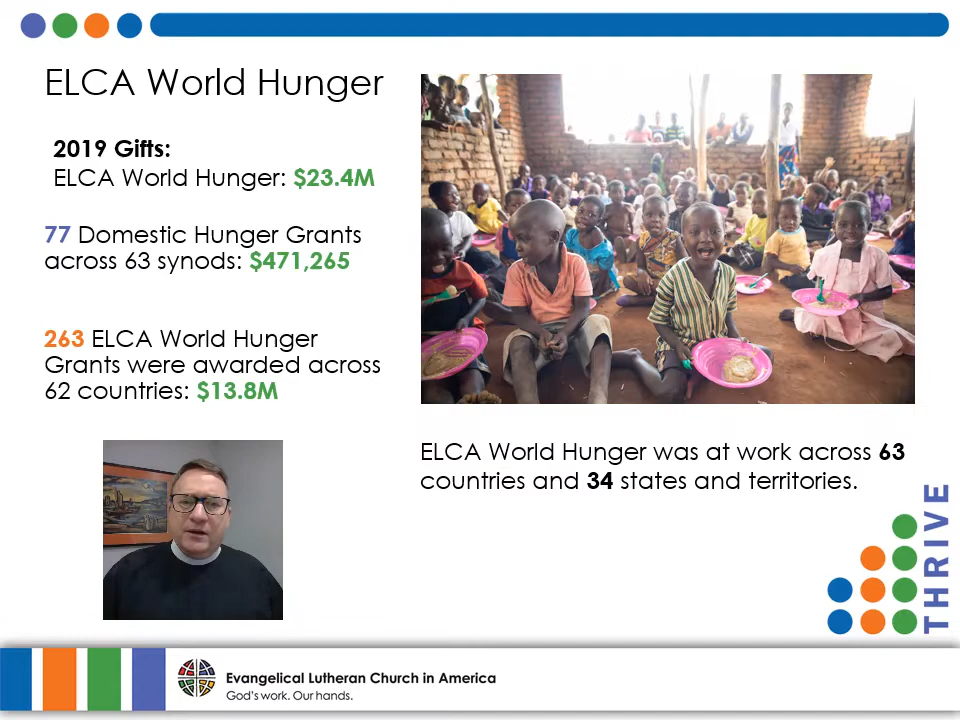 ELCA World Hunger
2019 Gifts:
ELCA World Hunger: $23.4M
77 Domestic Hunger Grants
across 63 synods: $471,265
263 ELCA World Hunger
Grants were awarded across
62 countries: $13.8M
ELCA World Hunger was at work across 63
countries and 34 states and territories.
THRIVE
Evangelical Lutheran Church in America
God's work. Our hands.